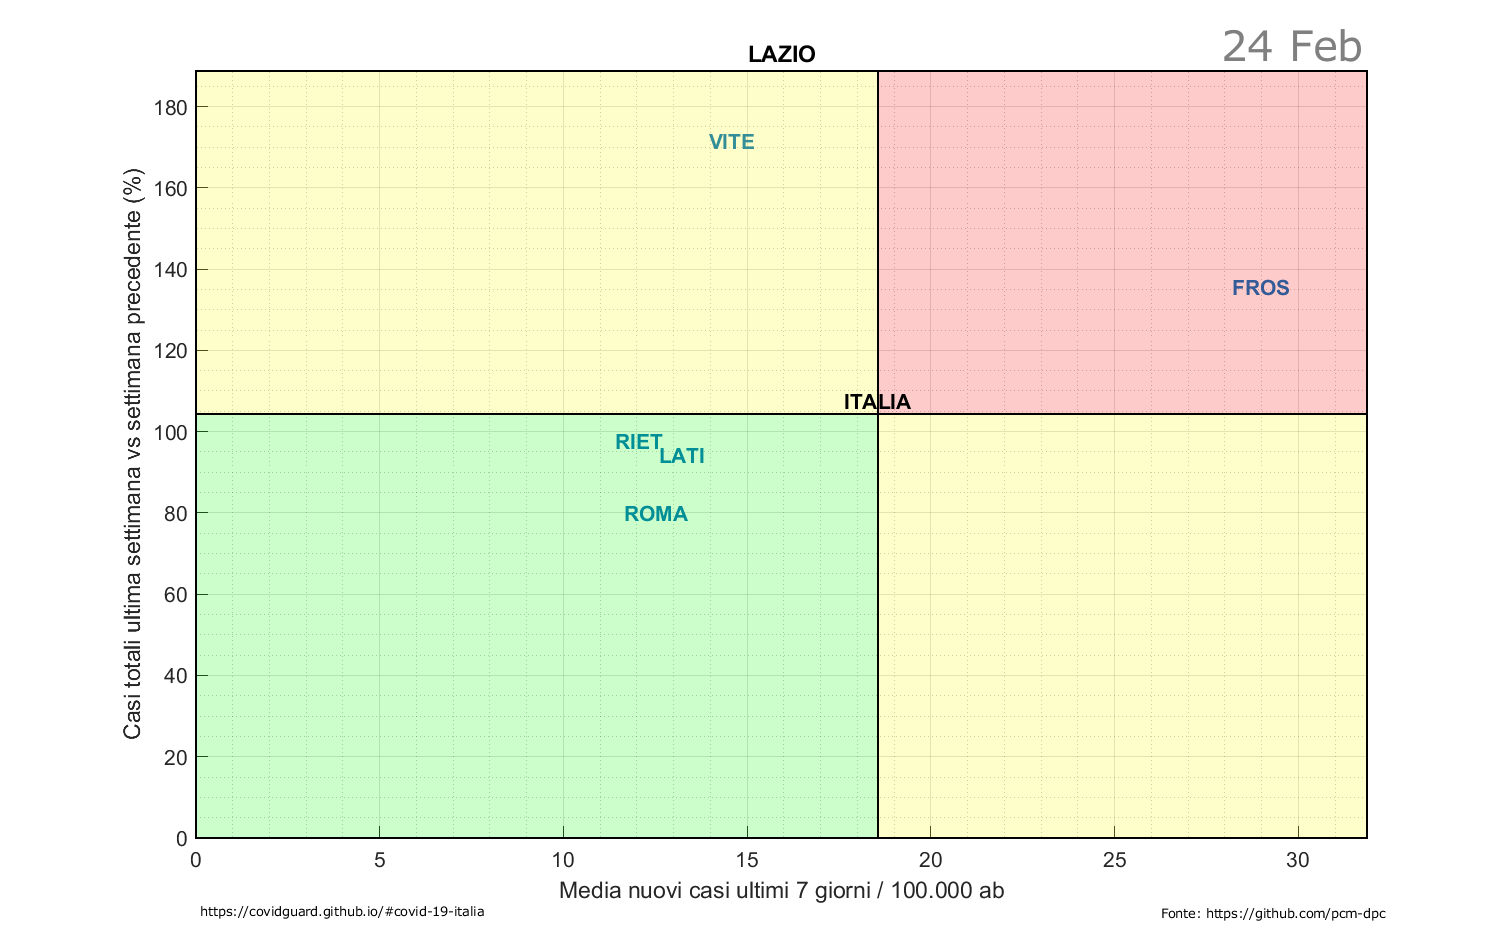 LAZIO
24 Feb
Casi totali ultima settimana vs settimana precedente (%)
180
160
140
120
100
80
60
40
20
0
VITE
FROS
ITALIA
RIET
LATI
ROMA
0 5 10 15 20 25 30
Media nuovi casi ultimi 7 giorni / 100.000 ab
https://covidguard.github.io/#covid-19-italia
Fonte: https://github.com/pcm-dpc